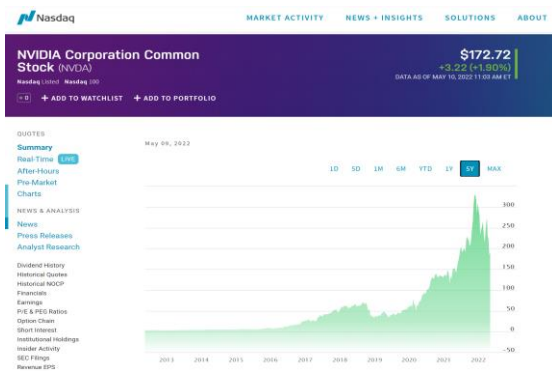 Nasdaq
MARKET ACTIVITY NEWS + INSIGHTS SOLUTIONS ABOUT
NVIDIA Corporation Common
Stock (NVDA)
Nasdaq Listed Nasdaq 100
$172.72
+3.22 (+1.90%)
DATA AS OF MAY 10, 2022 11:03 AM ET
+ ADD TO WATCHLIST + ADD TO PORTFOLIO
QUOTES
Summary
Real-Time LIVE
After-Hours
Pre-Market
Charts
NEWS & ANALYSIS
News
Press Releases
Analyst Research
Dividend History
Historical Quotes
Historical NOCP
Financials
Earnings
P/E & PEG Ratios
Option Chain
Short Interest
Institutional Holdings
Insider Activity
SEC Filings
Revenue EPS
May 09, 2022
1D 5D 1M 6M YTD 1Y 5Y MAX
300
250
200
150
100
50
0
-50
2013 2014 2015 2016 2017 2018 2019 2020 2021 2022